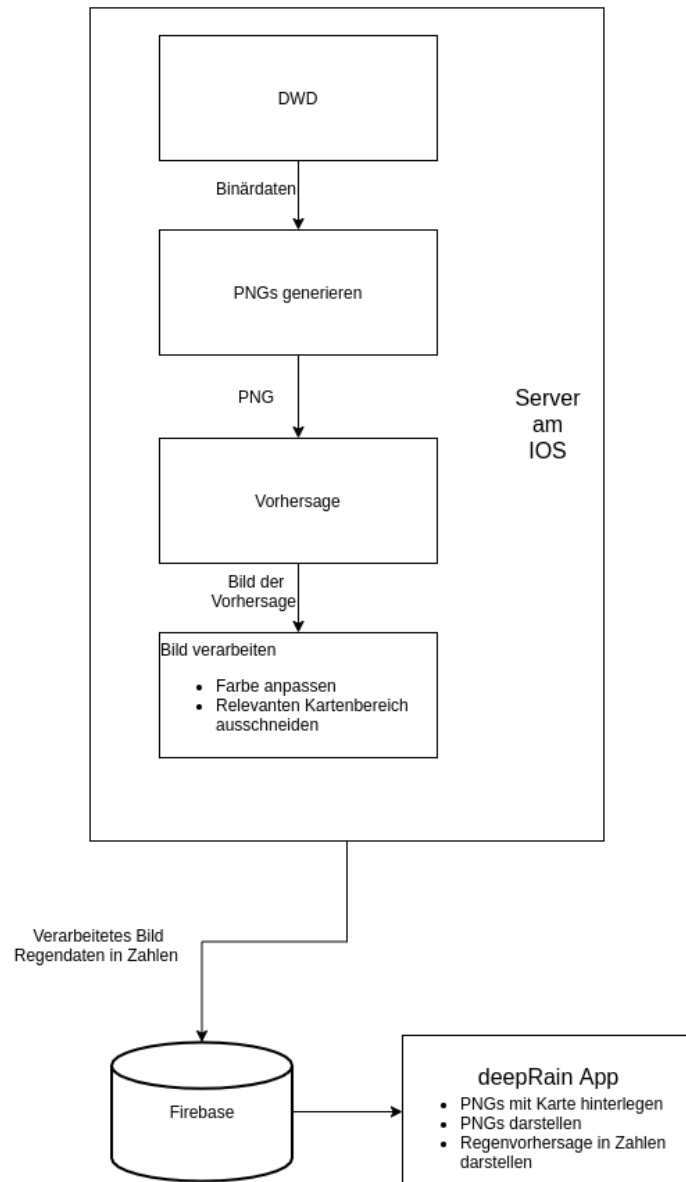 DWD
Binärdaten
PNGs generieren
PNG
Server
am
IOS
Vorhersage
Bild der
Vorhersage
Bild verarbeiten
• Farbe anpassen
• Relevanten Kartenbereich
ausschneiden
Verarbeitetes Bild
Regendaten in Zahlen
Firebase
deepRain App
• PNGs mit Karte hinterlegen
• PNGs darstellen
• Regenvorhersage in Zahlen
darstellen